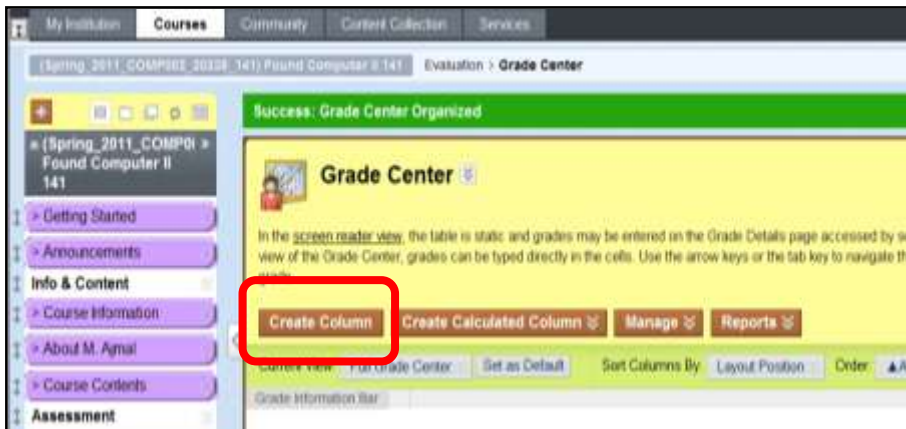 My Institution Courses Community Content Collection Services
(Spring_2011_COMP002_20338_141) Found Computer II 141 Evaluation > Grade Center
Success: Grade Center Organized
(Spring_2011_COMP0
Found Computer II
141
Grade Center
> Getting Started
In the screen reader view, the table is static and grades may be entered on the Grade Details page accessed by s
> Announcements
view of the Grade Center, grades can be typed directly in the cells. Use the arrow keys or the tab key to navigate th
grade.
Info & Content
> Course Information
Create Column Create Calculated Column Manage Reports
> About M. Ajmal
Current View: Full Grade Center Set as Default Sort Columns By: Layout Position Order: ▲A
> Course Contents
Grade Information Bar
Assessment